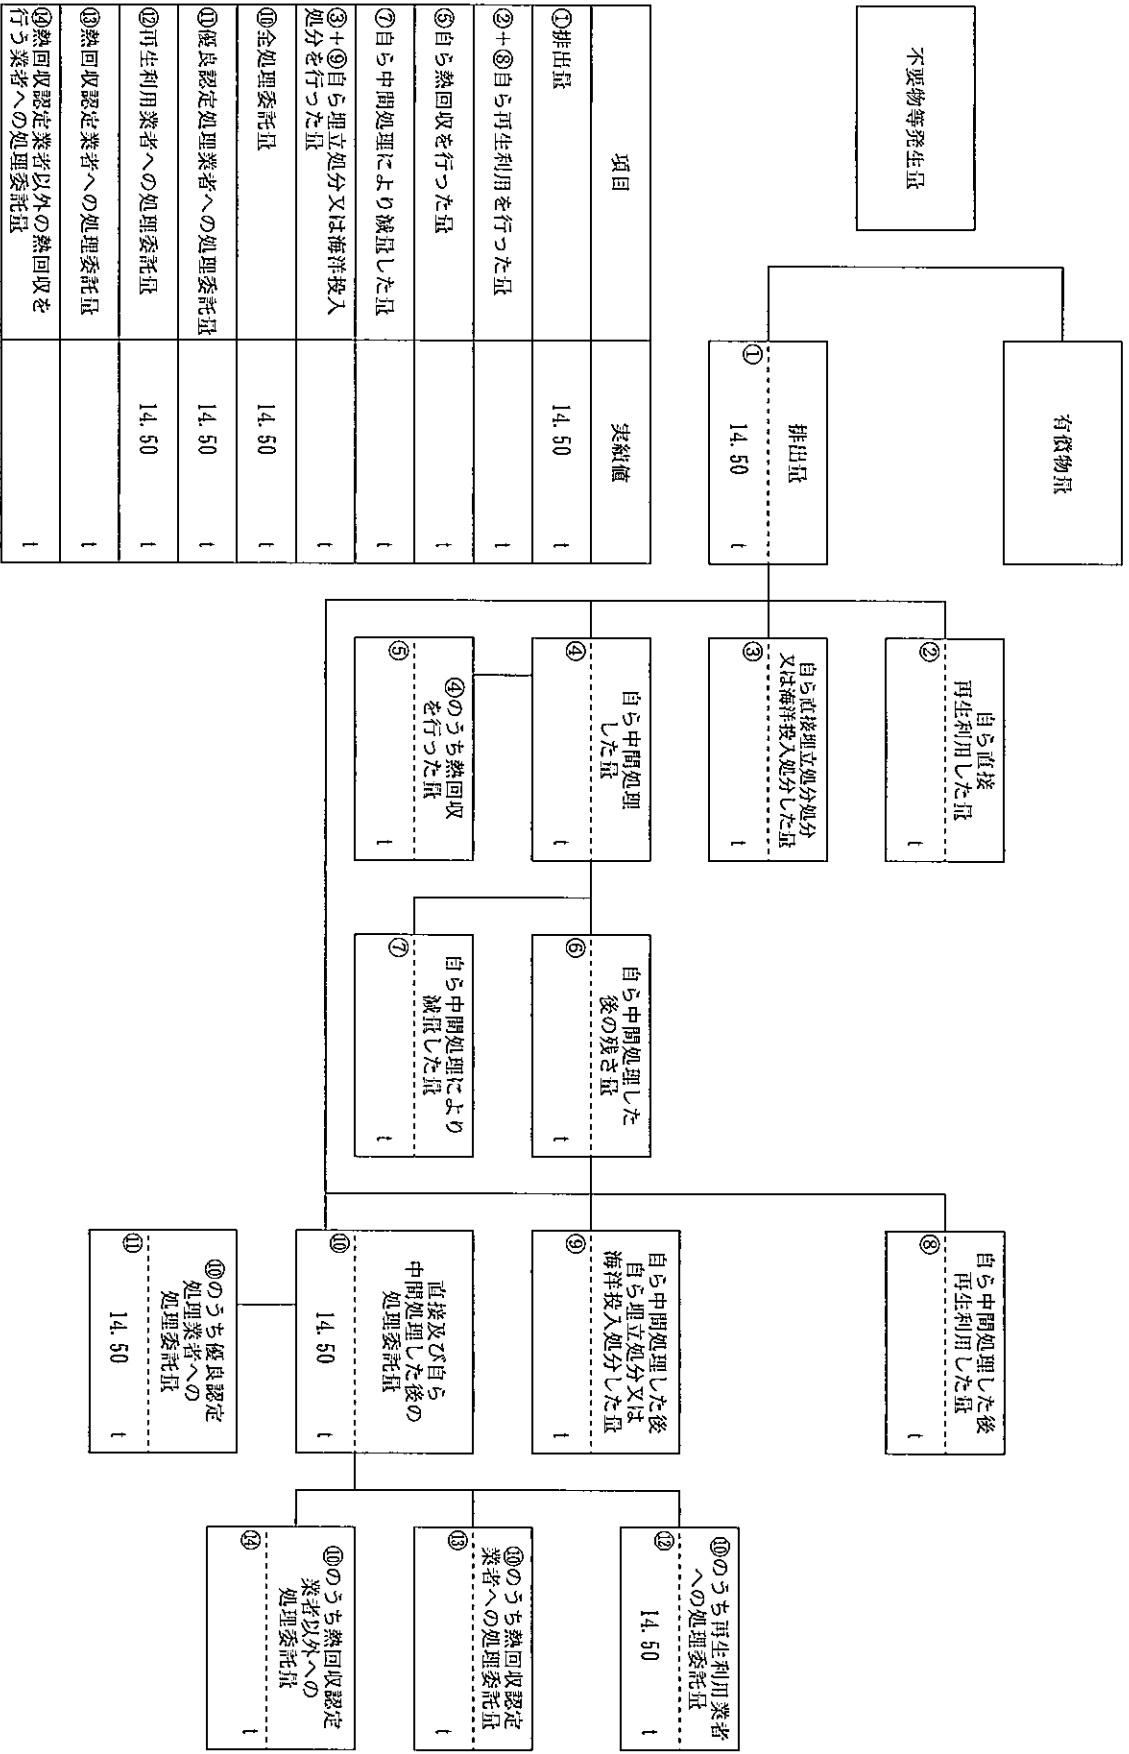 不要物等発生量
有償物量
排出量
①
14.50 t
自ら直接
再生利用した量
②
t
自ら直接埋立処分処分
又は海洋投入処分した量
③
t
自ら中間処理
した量
④
t
④のうち熱回収
を行った量
⑤
t
自ら中間処理した
後の残さ量
⑥
t
自ら中間処理により
減量した量
⑦
t
自ら中間処理した後
再生利用した量
⑧
t
自ら中間処理した後
自ら埋立処分又は
海洋投入処分した量
⑨
t
直接及び自ら
中間処理した後の
処理委託量
⑩
14.50 t
⑩のうち優良認定
処理業者への
処理委託量
⑪
14.50 t
⑩のうち再生利用業者
への処理委託量
⑫
14.50 t
⑩のうち熱回収認定
業者への処理委託量
⑬
t
⑩のうち熱回収認定
業者以外への
処理委託量
⑭
t
項目 実績値
①排出量 14.50 t
②+⑧自ら再生利用を行った量 t
⑤自ら熱回収を行った量 t
⑦自ら中間処理により減量した量 t
③+⑨自ら埋立処分又は海洋投入
処分を行った量 t
⑩全処理委託量 14.50 t
⑪優良認定処理業者への処理委託量 14.50 t
⑫再生利用業者への処理委託量 14.50 t
⑬熱回収認定業者への処理委託量 t
⑭熱回収認定業者以外の熱回収を
行う業者への処理委託量 t